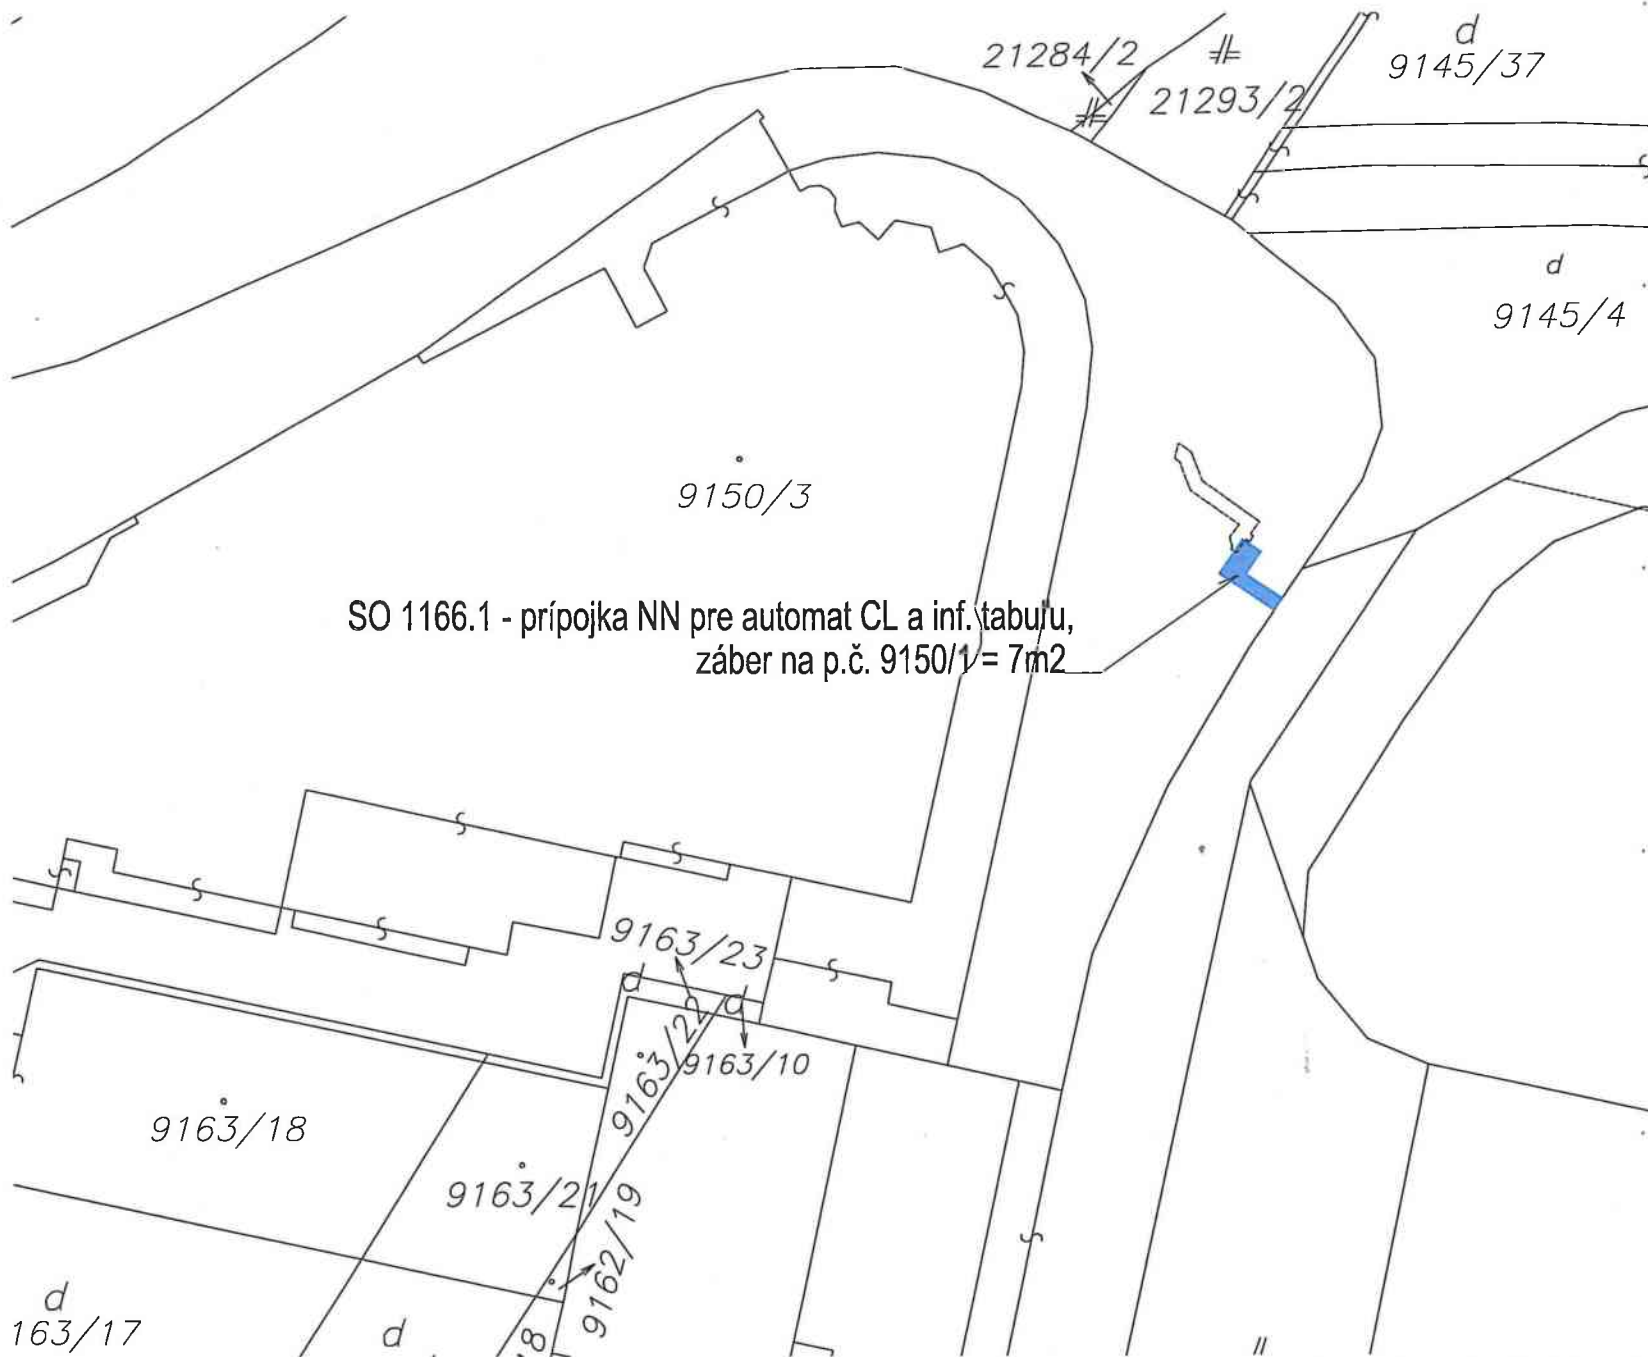 21284/2
21293/2
d
9145/37
d
9145/4
9150/3
SO 1166.1 - prípojka NN pre automat CL a inf. tabuľu,
záber na p.č. 9150/1 = 7m2
9163/23
d
d
9163/22
9163/10
9163/18
9163/21
9162/19
d
163/17
d
8